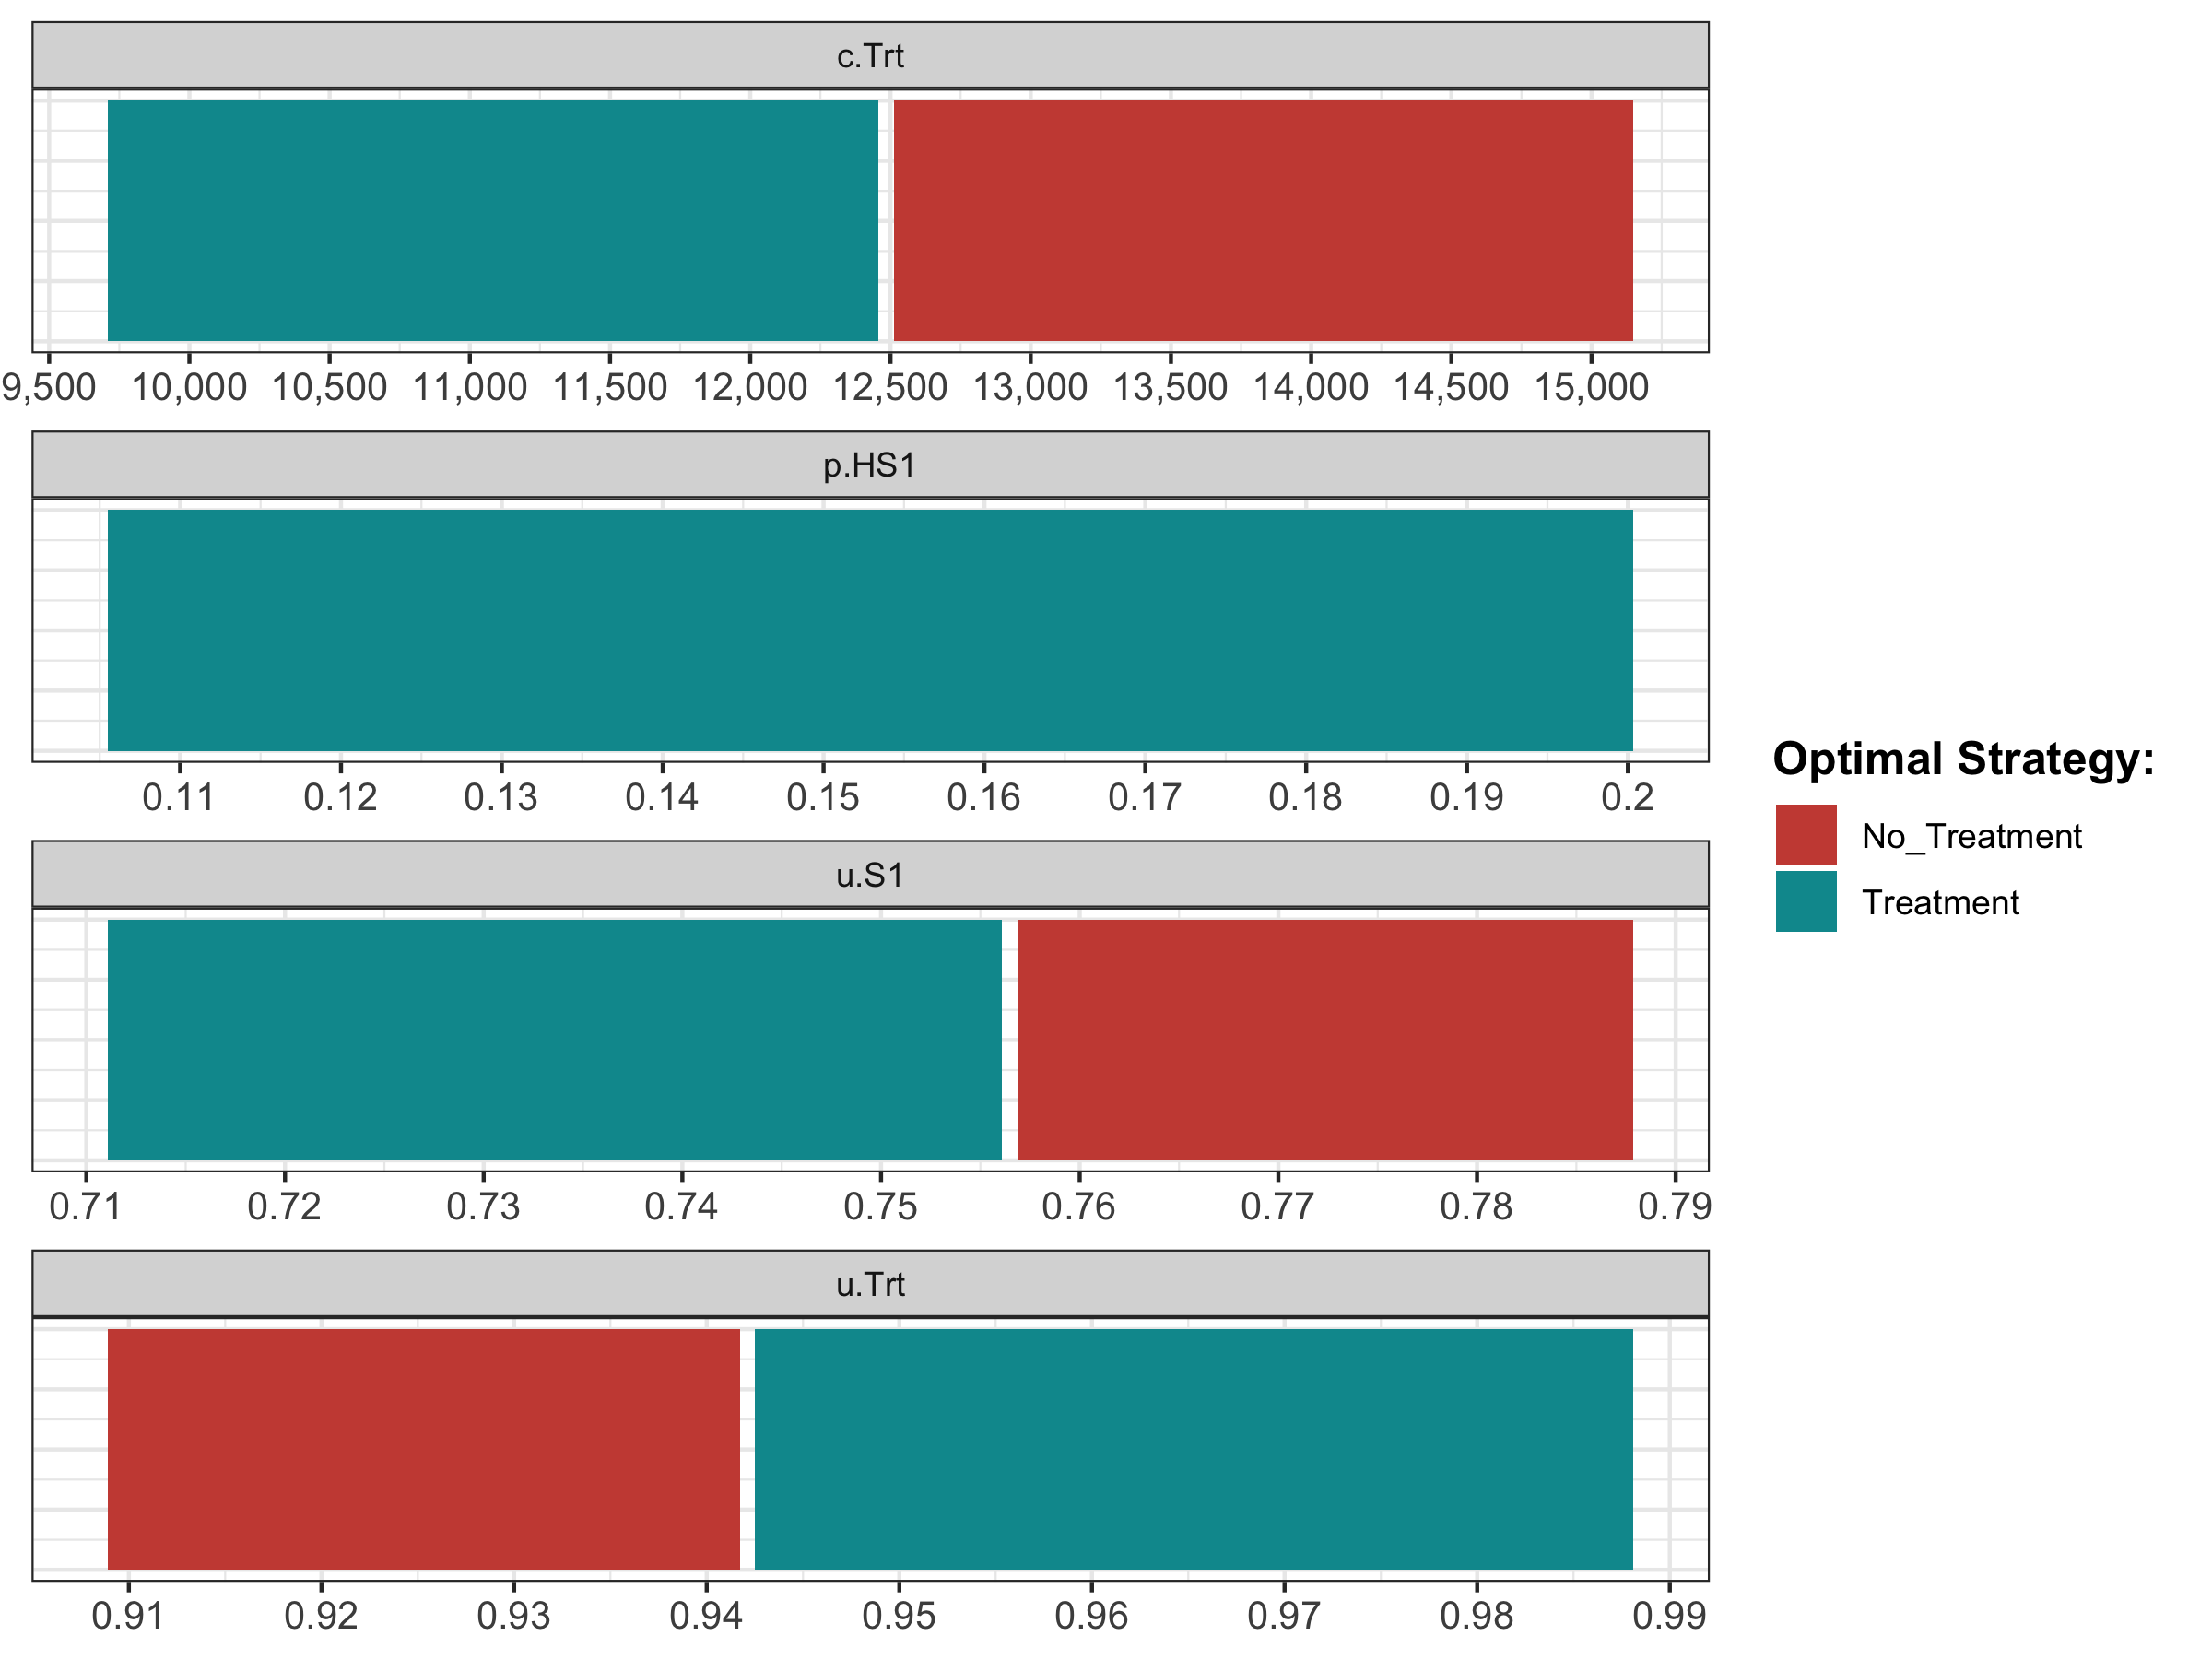 c.Trt
9,500 10,000 10,500 11,000 11,500 12,000 12,500 13,000 13,500 14,000 14,500 15,000
p.HS1
0.11 0.12 0.13 0.14 0.15 0.16 0.17 0.18 0.19 0.2
u.S1
0.71 0.72 0.73 0.74 0.75 0.76 0.77 0.78 0.79
u.Trt
0.91 0.92 0.93 0.94 0.95 0.96 0.97 0.98 0.99
Optimal Strategy:
No_Treatment
Treatment